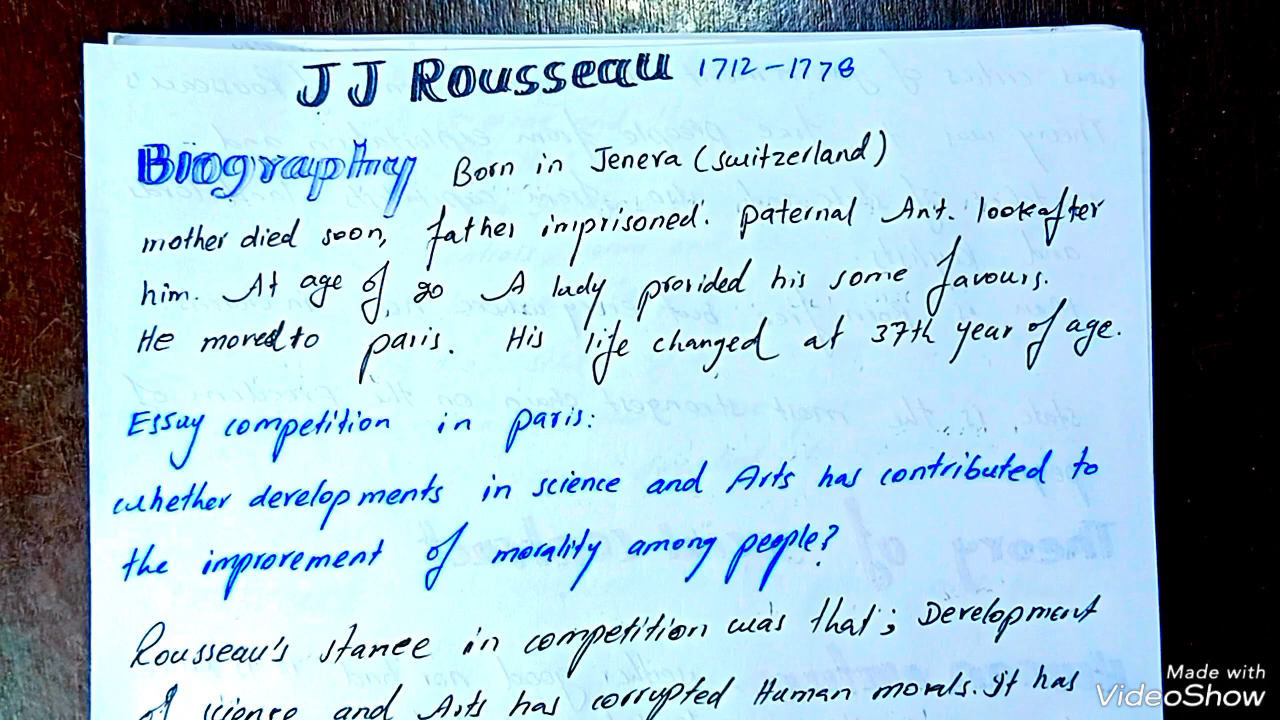 J J Rousseau 1712-1778
Biography Born in Jenera (switzerland)
mother died soon, father imprisoned. paternal Ant. lookafter
him. At age of 20 A lady provided his some favours.
He moved to paris. His life changed at 37th year of age.
Essay competition in paris:
whether developments in science and Arts has contributed to
the improvement of morality among people?
Rousseau's stance in competition was that; Development
of science and Arts has corrupted Human morals. It has
Made with
VideoShow